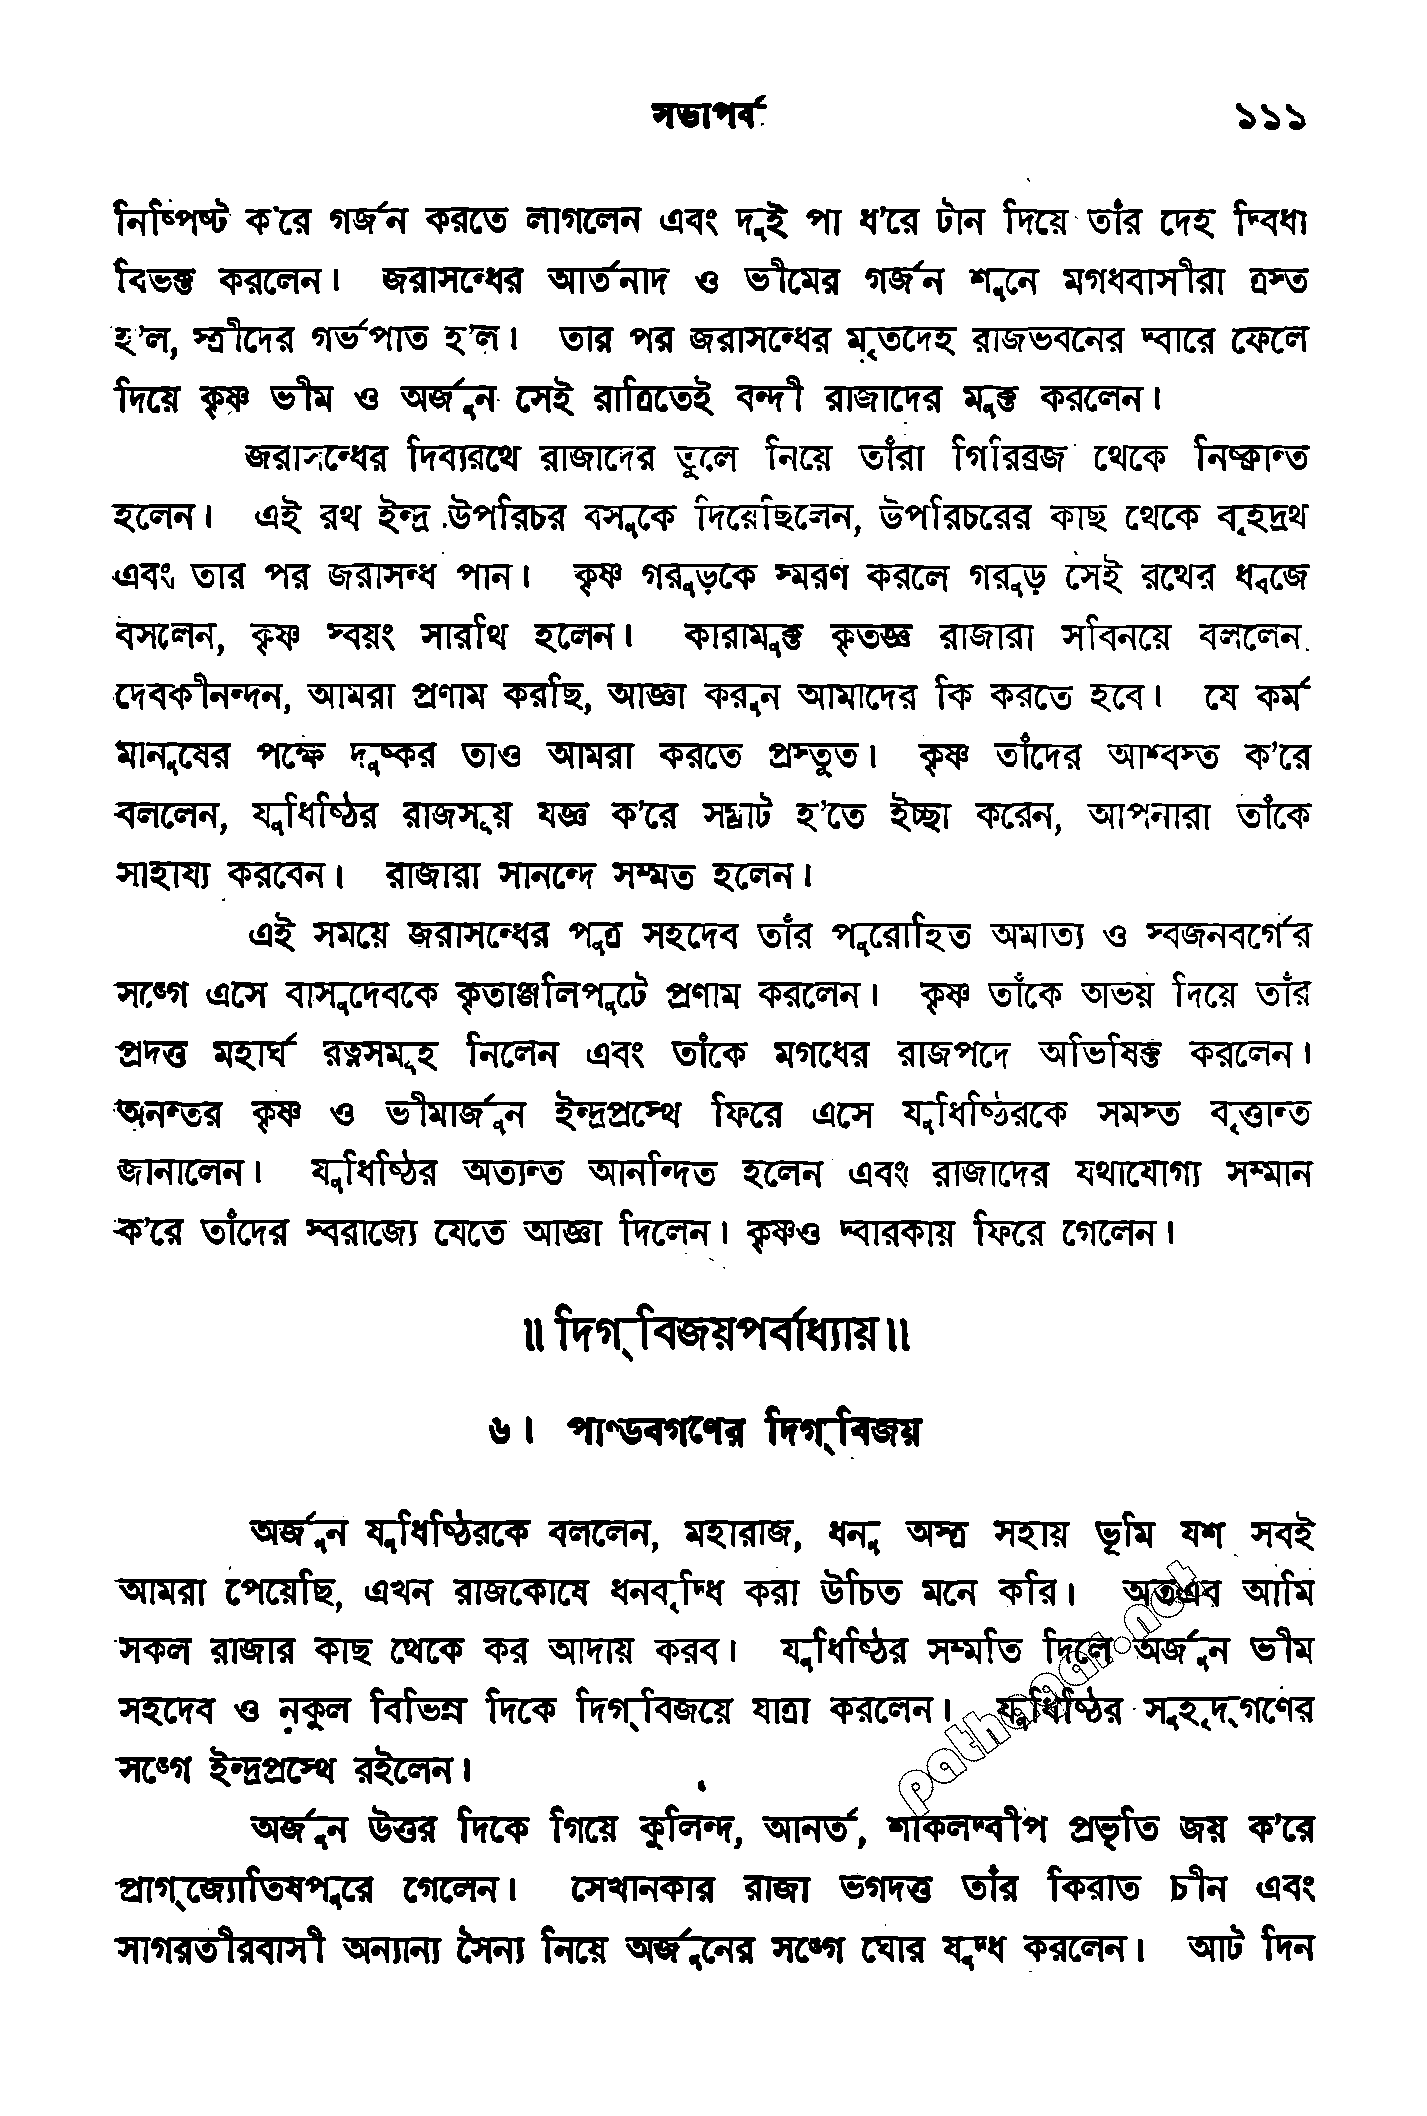 সভাপর্ব ১১১
নিষ্পিষ্ট ক'রে গর্জন করতে লাগলেন এবং দুই পা ধ'রে টান দিয়ে তাঁর দেহ দ্বিধা
বিভক্ত করলেন। জরাসন্ধের আর্তনাদ ও ভীমের গর্জন শুনে মগধবাসীরা ত্রস্ত
হ'ল, স্ত্রীদের গর্ভপাত হ'ল। তার পর জরাসন্ধের মৃতদেহ রাজভবনের দ্বারে ফেলে
দিয়ে কৃষ্ণ ভীম ও অর্জুন সেই রাত্রিতেই বন্দী রাজাদের মুক্ত করলেন।
জরাসন্ধের দিব্যরথে রাজাদের তুলে নিয়ে তাঁরা গিরিব্রজ থেকে নিষ্ক্রান্ত
হলেন। এই রথ ইন্দ্র উপরিচর বসুকে দিয়েছিলেন, উপরিচরের কাছ থেকে বৃহদ্রথ
এবং তার পর জরাসন্ধ পান। কৃষ্ণ গরুড়কে স্মরণ করলে গরুড় সেই রথের ধ্বজে
বসলেন, কৃষ্ণ স্বয়ং সারথি হলেন। কারামুক্ত কৃতজ্ঞ রাজারা সবিনয়ে বললেন.
দেবকীনন্দন, আমরা প্রণাম করছি, আজ্ঞা করুন আমাদের কি করতে হবে। যে কর্ম
মানুষের পক্ষে দুষ্কর তাও আমরা করতে প্রস্তুত। কৃষ্ণ তাঁদের আশ্বস্ত ক'রে
বললেন, যুধিষ্ঠির রাজসূয় যজ্ঞ ক'রে সম্রাট হ'তে ইচ্ছা করেন, আপনারা তাঁকে
সাহায্য করবেন। রাজারা সানন্দে সম্মত হলেন।
এই সময়ে জরাসন্ধের পুত্র সহদেব তাঁর পুরোহিত অমাত্য ও স্বজনবর্গের
সঙ্গে এসে বাসুদেবকে কৃতাঞ্জলিপুটে প্রণাম করলেন। কৃষ্ণ তাঁকে অভয় দিয়ে তাঁর
প্রদত্ত মহার্ঘ রত্নসমূহ নিলেন এবং তাঁকে মগধের রাজপদে অভিষিক্ত করলেন।
অনন্তর কৃষ্ণ ও ভীমার্জুন ইন্দ্রপ্রস্থে ফিরে এসে যুধিষ্ঠিরকে সমস্ত বৃত্তান্ত
জানালেন। যুধিষ্ঠির অত্যন্ত আনন্দিত হলেন এবং রাজাদের যথাযোগ্য সম্মান
ক'রে তাঁদের স্বরাজ্যে যেতে আজ্ঞা দিলেন। কৃষ্ণও দ্বারকায় ফিরে গেলেন।
॥ দিগ্‌বিজয়পর্বাধ্যায় ॥
৬। পাণ্ডবগণের দিগ্‌বিজয়
অর্জুন যুধিষ্ঠিরকে বললেন, মহারাজ, ধনু অস্ত্র সহায় ভূমি যশ সবই
আমরা পেয়েছি, এখন রাজকোষে ধনবৃদ্ধি করা উচিত মনে করি। অতএব আমি
সকল রাজার কাছ থেকে কর আদায় করব। যুধিষ্ঠির সম্মতি দিলে অর্জুন ভীম
সহদেব ও নকুল বিভিন্ন দিকে দিগ্‌বিজয়ে যাত্রা করলেন। যুধিষ্ঠির সুহৃদ্‌গণের
সঙ্গে ইন্দ্রপ্রস্থে রইলেন।
অর্জুন উত্তর দিকে গিয়ে কুলিন্দ, আনর্ত, শাকলদ্বীপ প্রভৃতি জয় ক'রে
প্রাগ্‌জ্যোতিষপুরে গেলেন। সেখানকার রাজা ভগদত্ত তাঁর কিরাত চীন এবং
সাগরতীরবাসী অন্যান্য সৈন্য নিয়ে অর্জুনের সঙ্গে ঘোর যুদ্ধ করলেন। আট দিন
pathagar.net